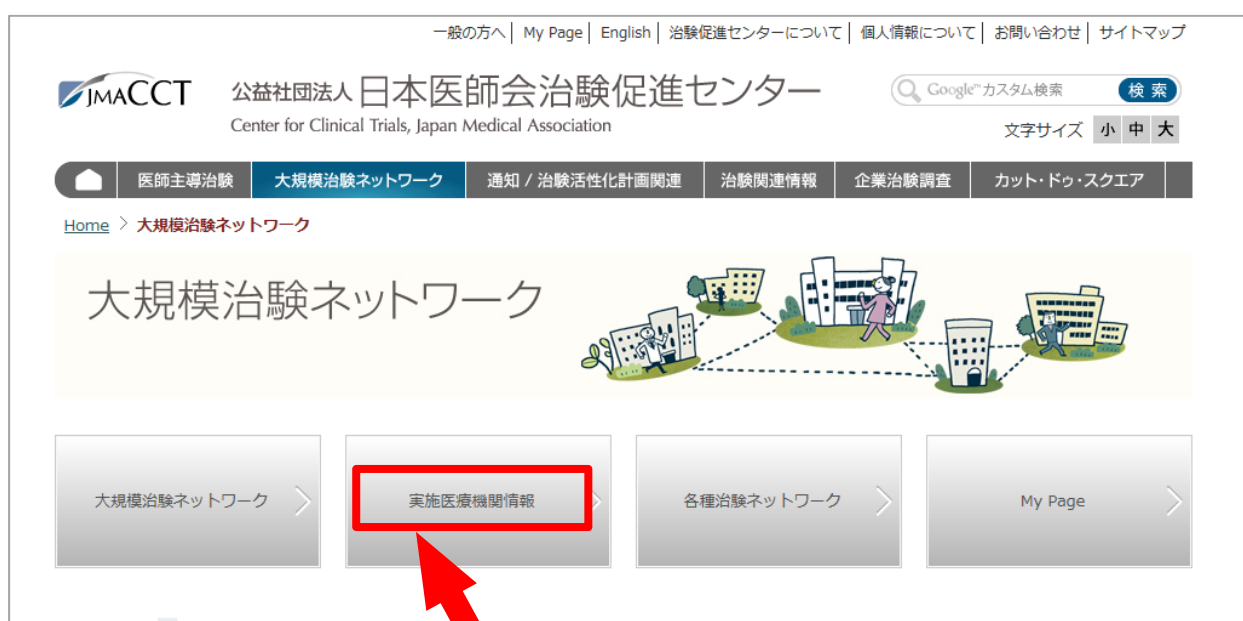 一般の方へ | My Page | English | 治験促進センターについて | 個人情報について | お問い合わせ | サイトマップ
JMACCT
公益社団法人 日本医師会治験促進センター
Center for Clinical Trials, Japan Medical Association
Google™ カスタム検索 検 索
文字サイズ 小 中 大
医師主導治験 大規模治験ネットワーク 通知 / 治験活性化計画関連 治験関連情報 企業治験調査 カット・ドゥ・スクエア
Home > 大規模治験ネットワーク
大規模治験ネットワーク
大規模治験ネットワーク 実施医療機関情報 各種治験ネットワーク My Page